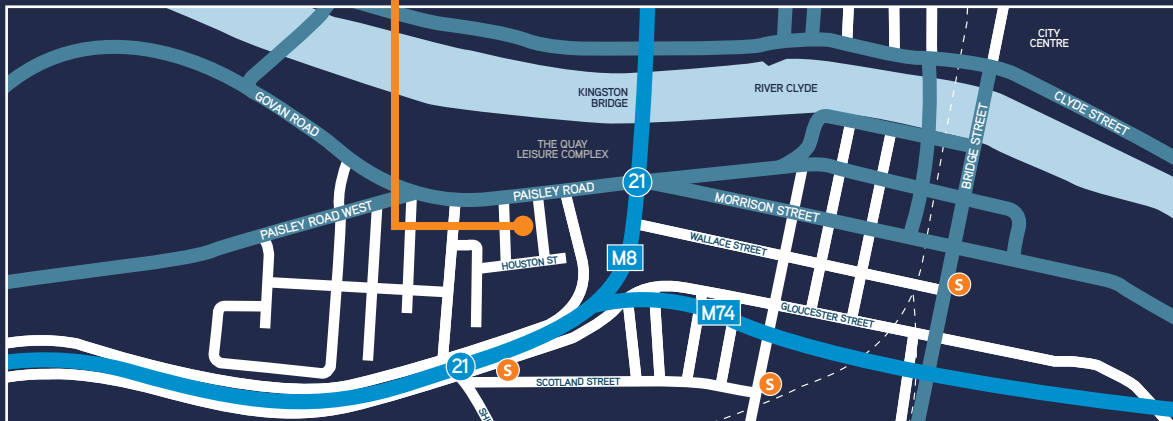 CITY
CENTRE
KINGSTON
BRIDGE
RIVER CLYDE
CLYDE STREET
GOVAN ROAD
THE QUAY
LEISURE COMPLEX
BRIDGE STREET
21
PAISLEY ROAD
MORRISON STREET
PAISLEY ROAD WEST
WALLACE STREET
M8
HOUSTON ST
S
M74
GLOUCESTER STREET
21
S
SCOTLAND STREET
S